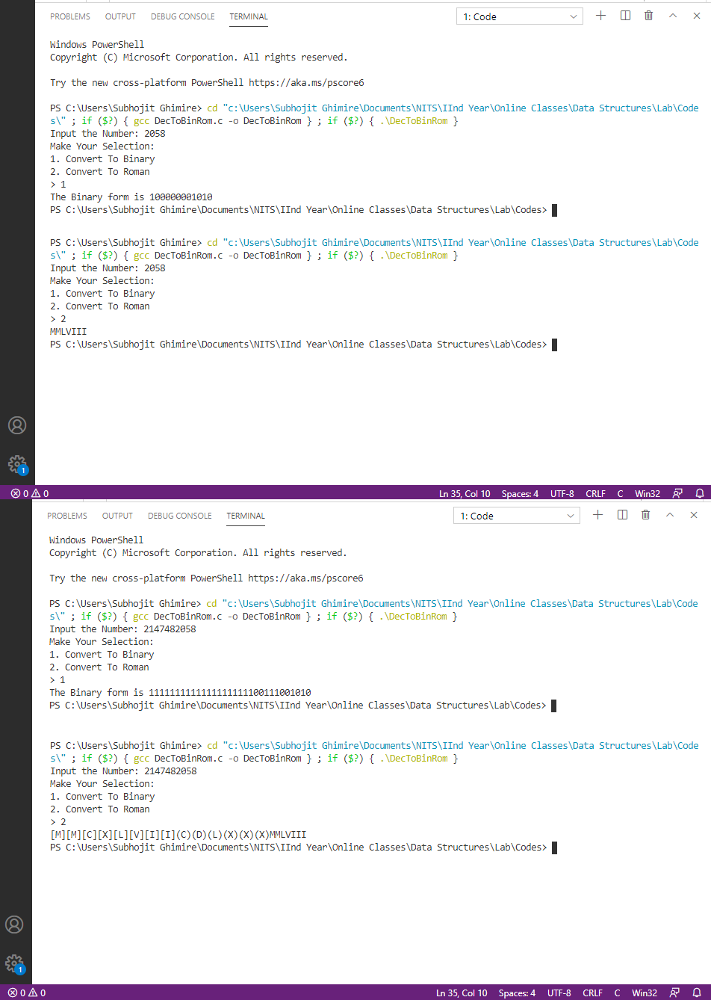 PROBLEMS OUTPUT DEBUG CONSOLE TERMINAL 1: Code
Windows PowerShell
Copyright (C) Microsoft Corporation. All rights reserved.
Try the new cross-platform PowerShell https://aka.ms/pscore6
PS C:\Users\Subhojit Ghimire> cd "c:\Users\Subhojit Ghimire\Documents\NITS\IInd Year\Online Classes\Data Structures\Lab\Code
s\" ; if ($?) { gcc DecToBinRom.c -o DecToBinRom } ; if ($?) { .\DecToBinRom }
Input the Number: 2058
Make Your Selection:
1. Convert To Binary
2. Convert To Roman
> 1
The Binary form is 100000001010
PS C:\Users\Subhojit Ghimire\Documents\NITS\IInd Year\Online Classes\Data Structures\Lab\Codes>
PS C:\Users\Subhojit Ghimire> cd "c:\Users\Subhojit Ghimire\Documents\NITS\IInd Year\Online Classes\Data Structures\Lab\Code
s\" ; if ($?) { gcc DecToBinRom.c -o DecToBinRom } ; if ($?) { .\DecToBinRom }
Input the Number: 2058
Make Your Selection:
1. Convert To Binary
2. Convert To Roman
> 2
MMLVIII
PS C:\Users\Subhojit Ghimire\Documents\NITS\IInd Year\Online Classes\Data Structures\Lab\Codes>
1
0 0 Ln 35, Col 10 Spaces: 4 UTF-8 CRLF C Win32
PROBLEMS OUTPUT DEBUG CONSOLE TERMINAL 1: Code
Windows PowerShell
Copyright (C) Microsoft Corporation. All rights reserved.
Try the new cross-platform PowerShell https://aka.ms/pscore6
PS C:\Users\Subhojit Ghimire> cd "c:\Users\Subhojit Ghimire\Documents\NITS\IInd Year\Online Classes\Data Structures\Lab\Code
s\" ; if ($?) { gcc DecToBinRom.c -o DecToBinRom } ; if ($?) { .\DecToBinRom }
Input the Number: 2147482058
Make Your Selection:
1. Convert To Binary
2. Convert To Roman
> 1
The Binary form is 1111111111111111111100111001010
PS C:\Users\Subhojit Ghimire\Documents\NITS\IInd Year\Online Classes\Data Structures\Lab\Codes>
PS C:\Users\Subhojit Ghimire> cd "c:\Users\Subhojit Ghimire\Documents\NITS\IInd Year\Online Classes\Data Structures\Lab\Code
s\" ; if ($?) { gcc DecToBinRom.c -o DecToBinRom } ; if ($?) { .\DecToBinRom }
Input the Number: 2147482058
Make Your Selection:
1. Convert To Binary
2. Convert To Roman
> 2
[M][M][C][X][L][V][I][I](C)(D)(L)(X)(X)(X)MMLVIII
PS C:\Users\Subhojit Ghimire\Documents\NITS\IInd Year\Online Classes\Data Structures\Lab\Codes>
1
0 0 Ln 35, Col 10 Spaces: 4 UTF-8 CRLF C Win32